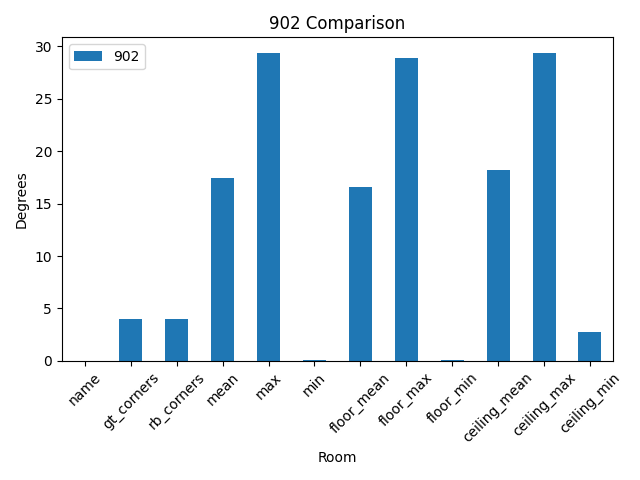 902 Comparison
902
Degrees
30
25
20
15
10
5
0
name
gt_corners
rb_corners
mean
max
min
floor_mean
floor_max
floor_min
ceiling_mean
ceiling_max
ceiling_min
Room